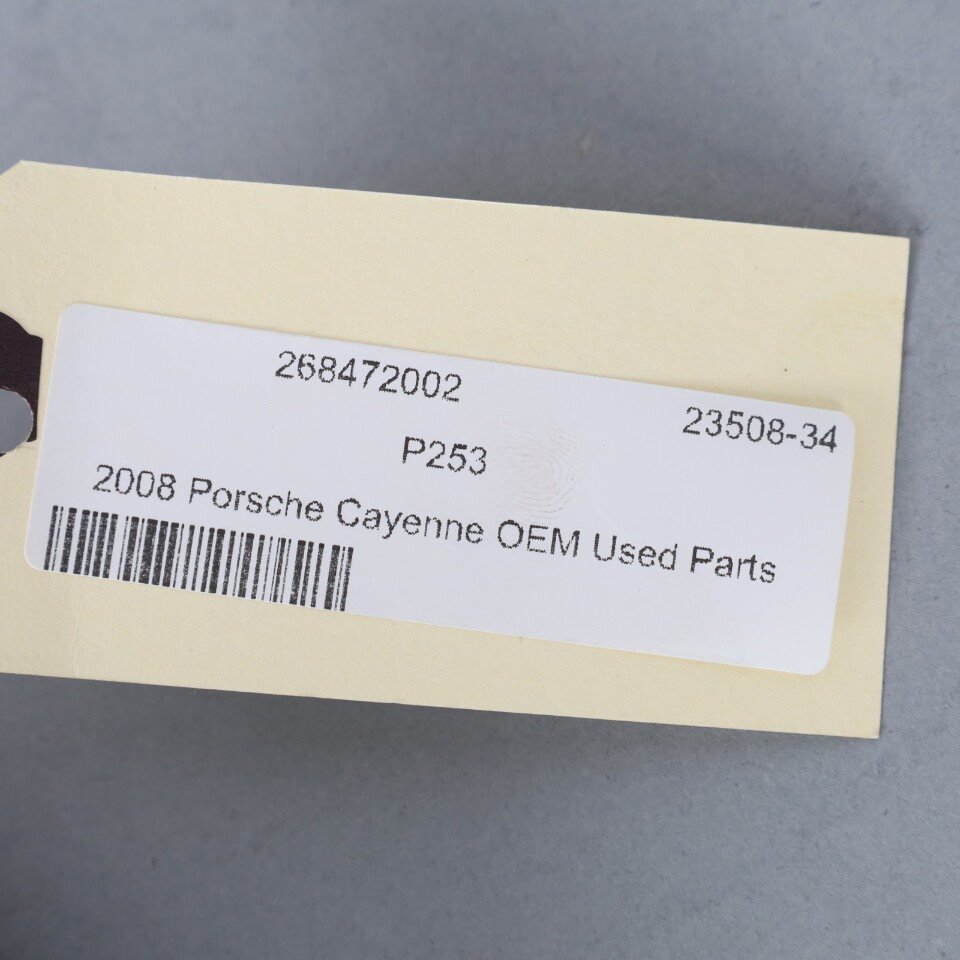 268472002
23508-34
P253
2008 Porsche Cayenne OEM Used Parts